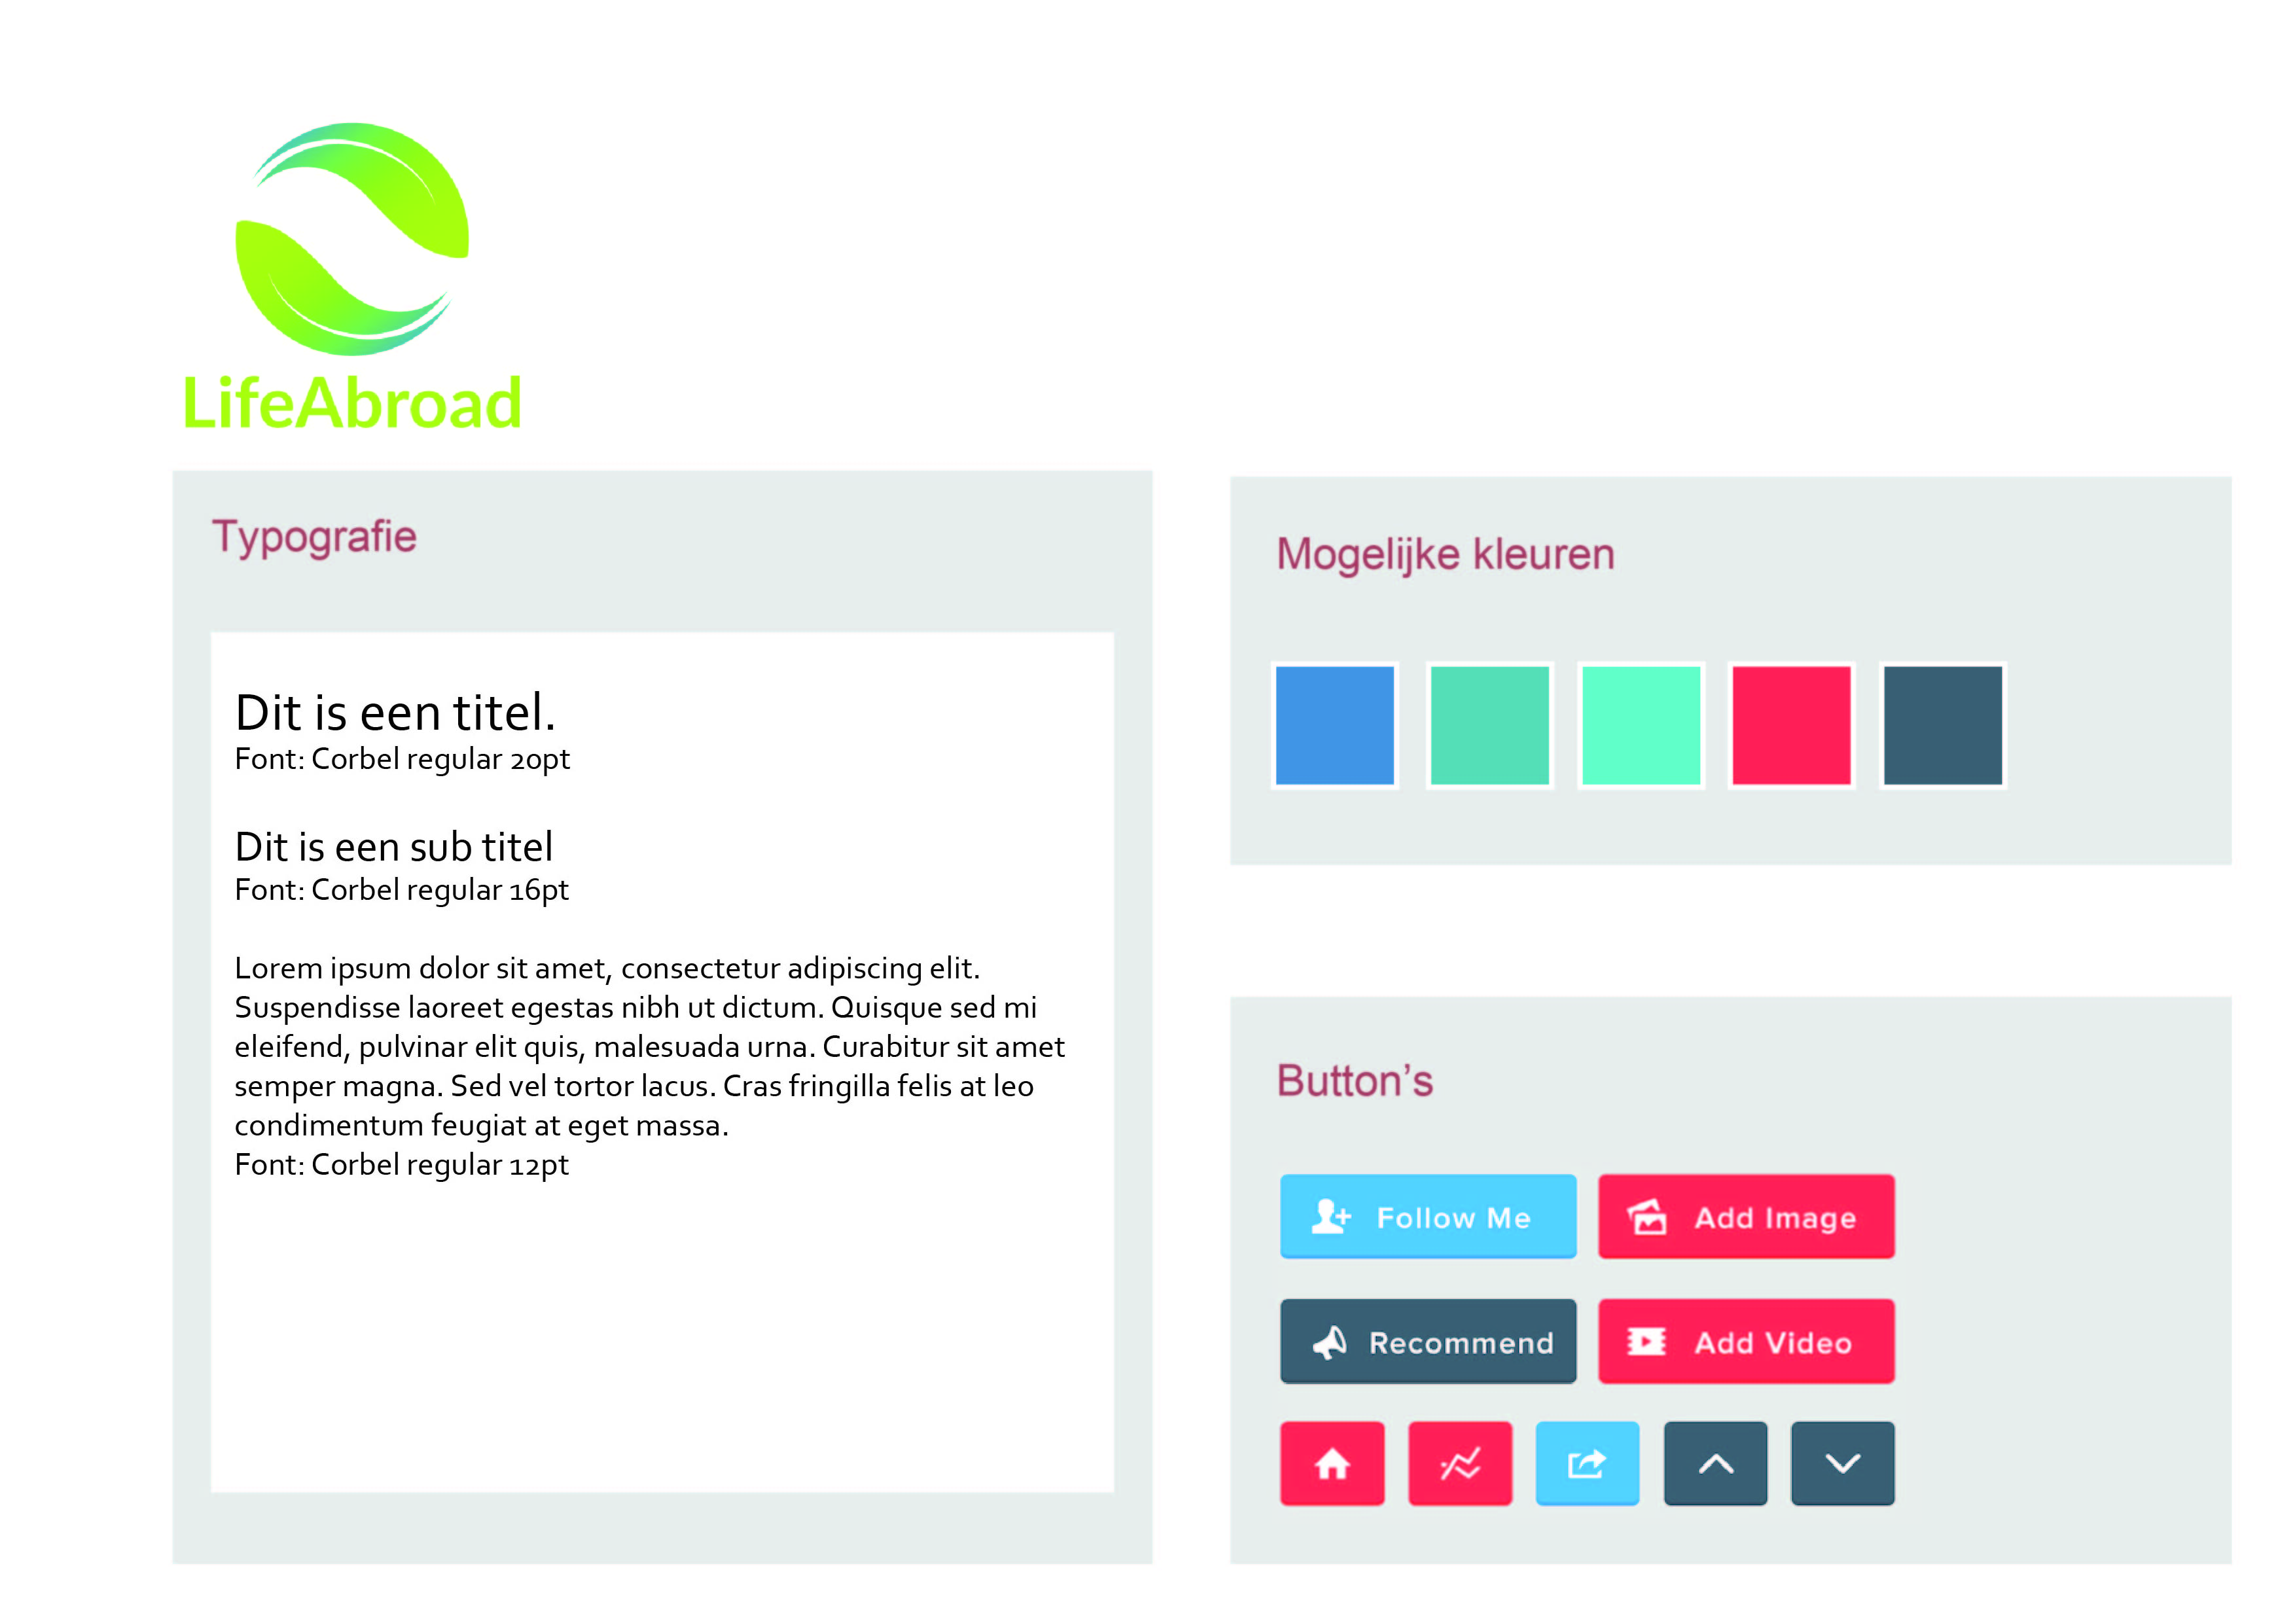 LifeAbroad
Typografie
Dit is een titel.
Font: Corbel regular 20pt
Dit is een sub titel
Font: Corbel regular 16pt
Lorem ipsum dolor sit amet, consectetur adipiscing elit.
Suspendisse laoreet egestas nibh ut dictum. Quisque sed mi
eleifend, pulvinar elit quis, malesuada urna. Curabitur sit amet
semper magna. Sed vel tortor lacus. Cras fringilla felis at leo
condimentum feugiat at eget massa.
Font: Corbel regular 12pt
Mogelijke kleuren
Button’s
Follow Me
Add Image
Recommend
Add Video